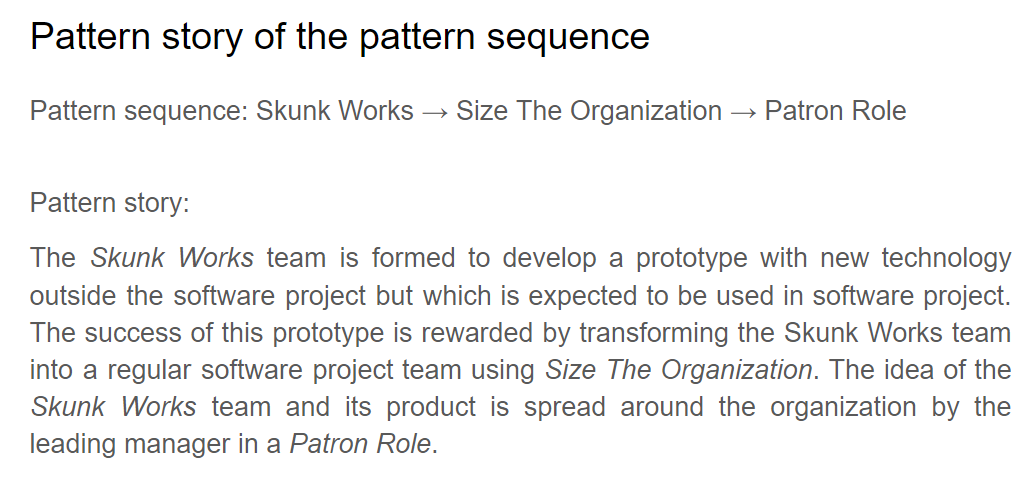 Pattern story of the pattern sequence
Pattern sequence: Skunk Works → Size The Organization → Patron Role
Pattern story:
The Skunk Works team is formed to develop a prototype with new technology
outside the software project but which is expected to be used in software project.
The success of this prototype is rewarded by transforming the Skunk Works team
into a regular software project team using Size The Organization. The idea of the
Skunk Works team and its product is spread around the organization by the
leading manager in a Patron Role.